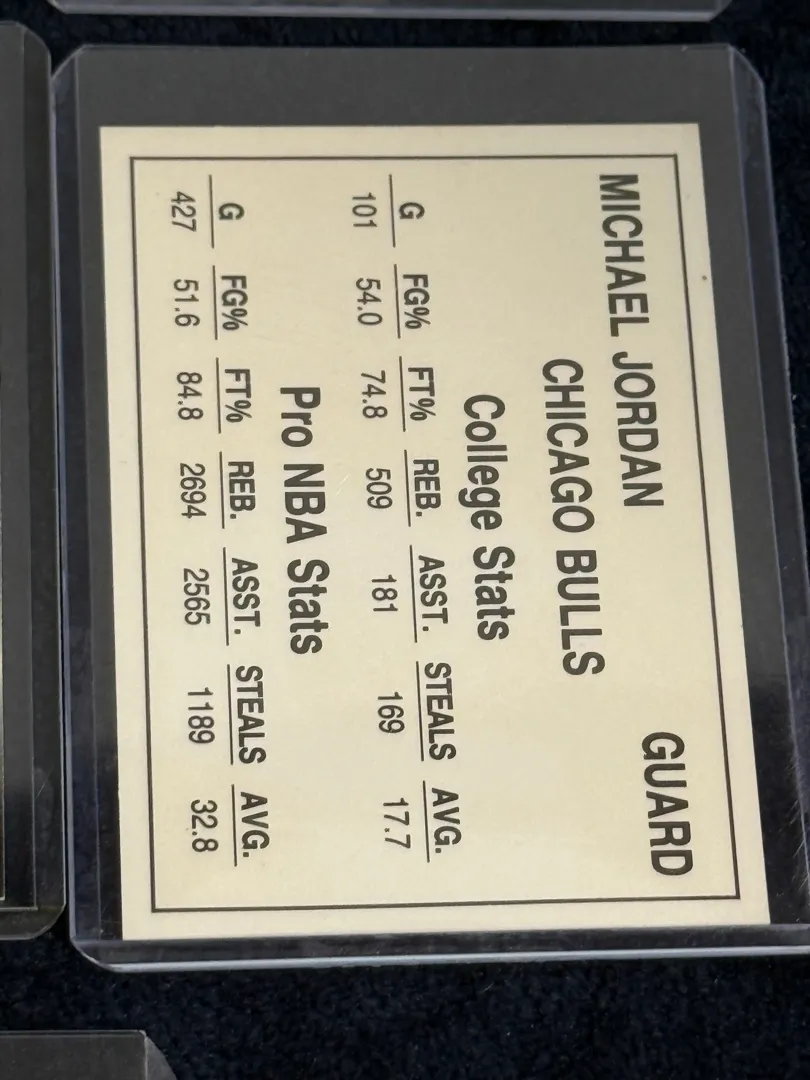 MICHAEL JORDAN GUARD
CHICAGO BULLS
College Stats
G FG% FT% REB. ASST. STEALS AVG.
101 54.0 74.8 509 181 169 17.7
Pro NBA Stats
G FG% FT% REB. ASST. STEALS AVG.
427 51.6 84.8 2694 2565 1189 32.8